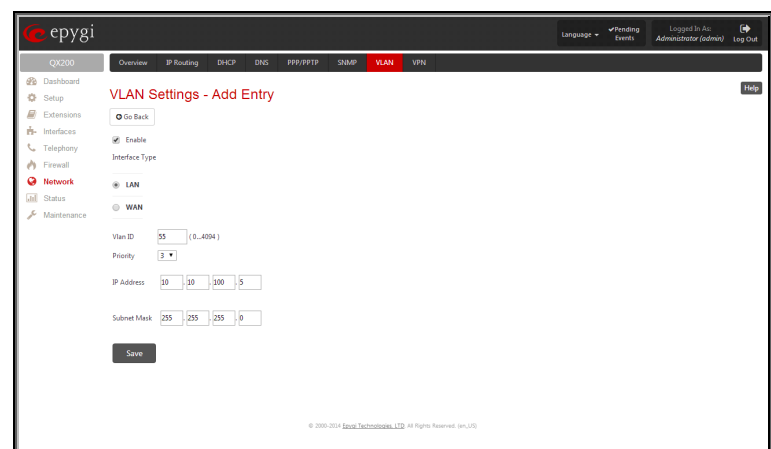 epygi
Language
Pending Events
Logged In As:
Administrator (admin)
Log Out
QX200
Overview IP Routing DHCP DNS PPP/PPTP SNMP VLAN VPN
Dashboard
Setup
Extensions
Interfaces
Telephony
Firewall
Network
Status
Maintenance
Help
VLAN Settings - Add Entry
Go Back
Enable
Interface Type
LAN
WAN
Vlan ID 55 ( 0...4094 )
Priority 3
IP Address 10 . 10 . 100 . 5
Subnet Mask 255 . 255 . 255 . 0
Save
© 2000-2014 Epygi Technologies, LTD. All Rights Reserved. (en_US)